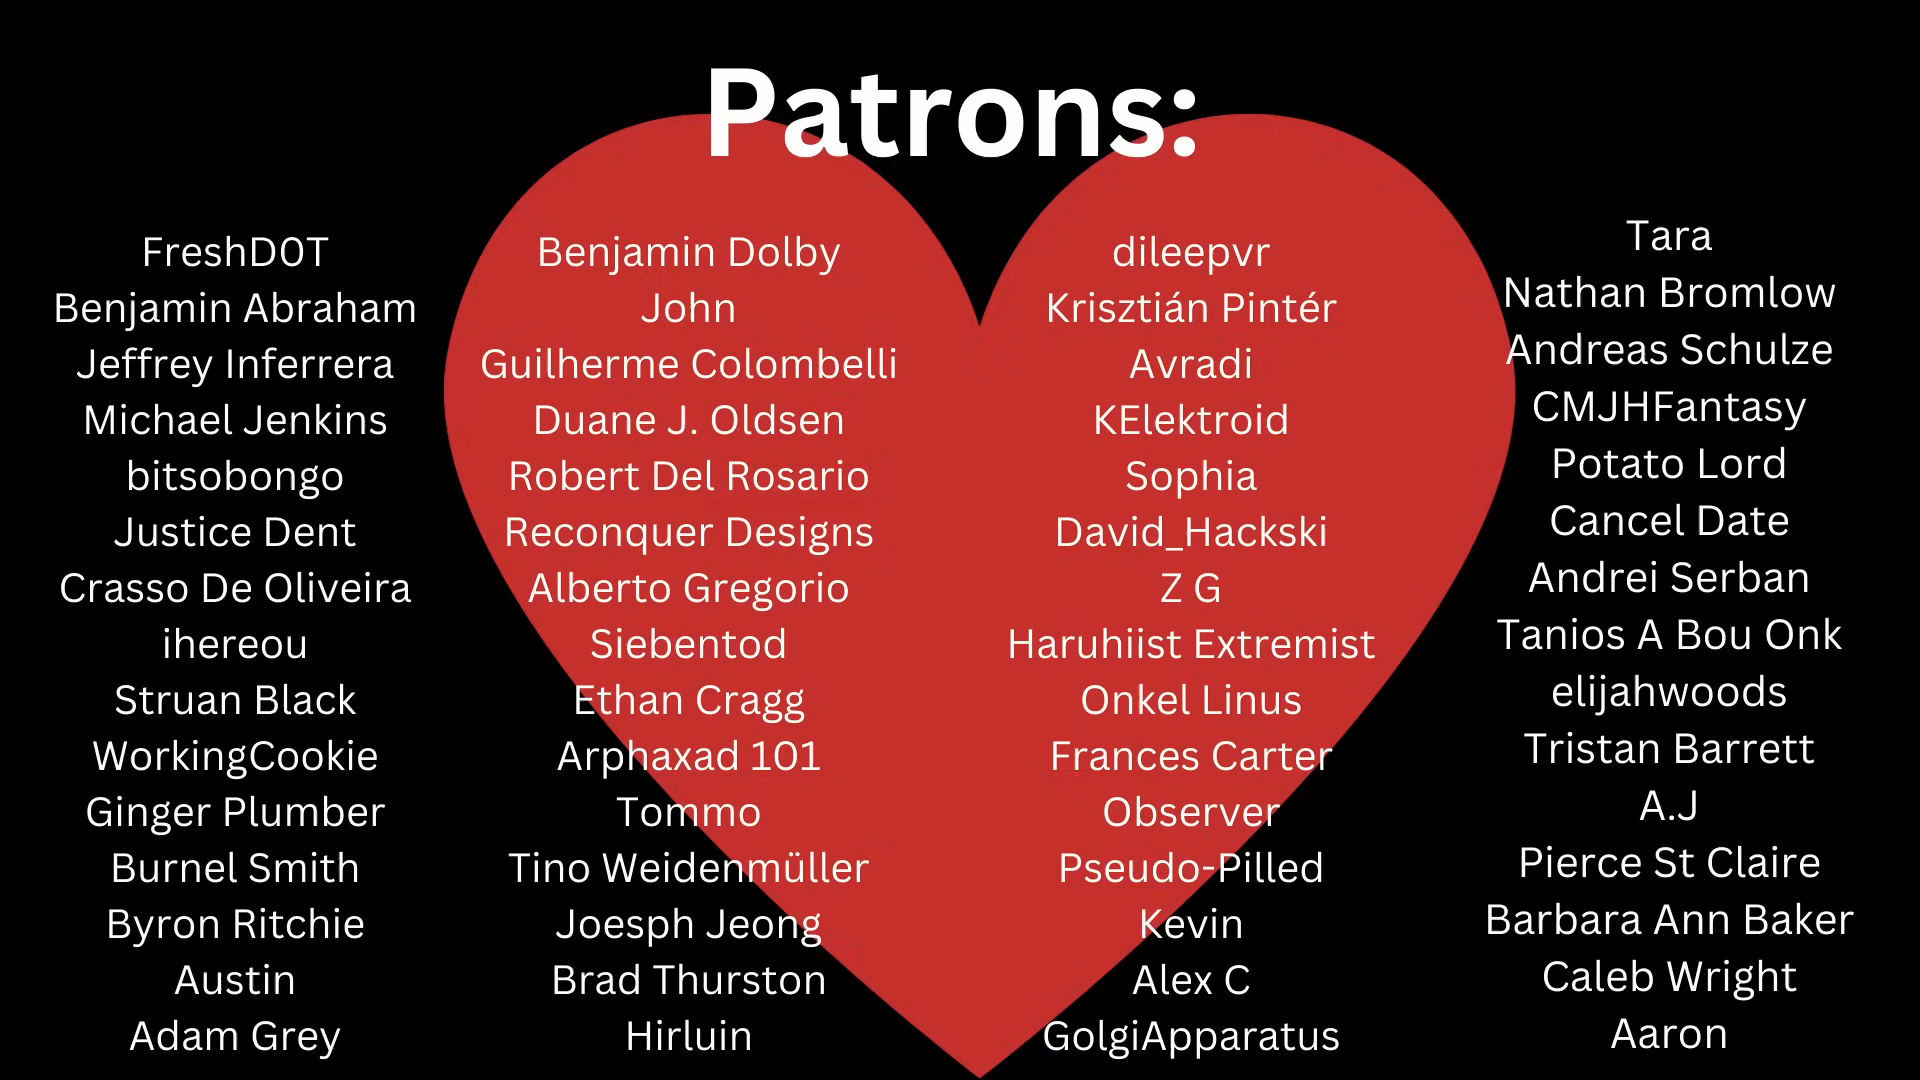 Patrons:
FreshD0T
Benjamin Abraham
Jeffrey Inferrera
Michael Jenkins
bitsobongo
Justice Dent
Crasso De Oliveira
ihereou
Struan Black
WorkingCookie
Ginger Plumber
Burnel Smith
Byron Ritchie
Austin
Adam Grey
Benjamin Dolby
John
Guilherme Colombelli
Duane J. Oldsen
Robert Del Rosario
Reconquer Designs
Alberto Gregorio
Siebentod
Ethan Cragg
Arphaxad 101
Tommo
Tino Weidenmüller
Joesph Jeong
Brad Thurston
Hirluin
dileepvr
Krisztián Pintér
Avradi
KElektroid
Sophia
David_Hackski
Z G
Haruhiist Extremist
Onkel Linus
Frances Carter
Observer
Pseudo-Pilled
Kevin
Alex C
GolgiApparatus
Tara
Nathan Bromlow
Andreas Schulze
CMJHFantasy
Potato Lord
Cancel Date
Andrei Serban
Tanios A Bou Onk
elijahwoods
Tristan Barrett
A.J
Pierce St Claire
Barbara Ann Baker
Caleb Wright
Aaron